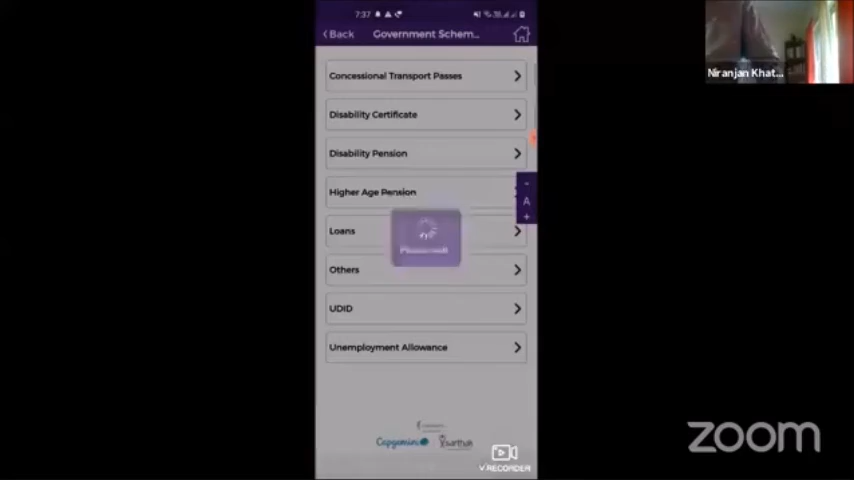 7:37
Back
Government Schem...
Niranjan Khat...
Concessional Transport Passes
Disability Certificate
Disability Pension
Higher Age Pension
- A +
Loans
Others
UDID
Unemployment Allowance
Capgemini
V.RECORDER
zoom